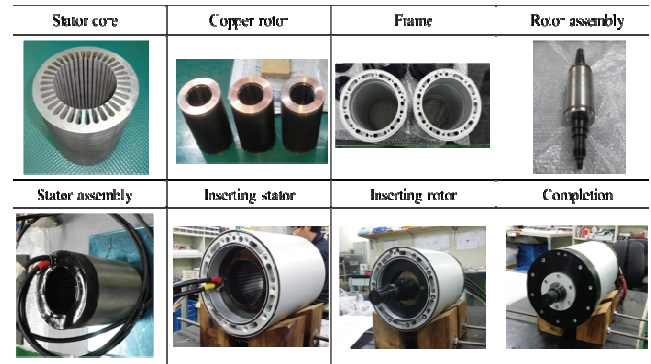 Stator core
Copper rotor
Frame
Rotor assembly
Stator assembly
Inserting stator
Inserting rotor
Completion